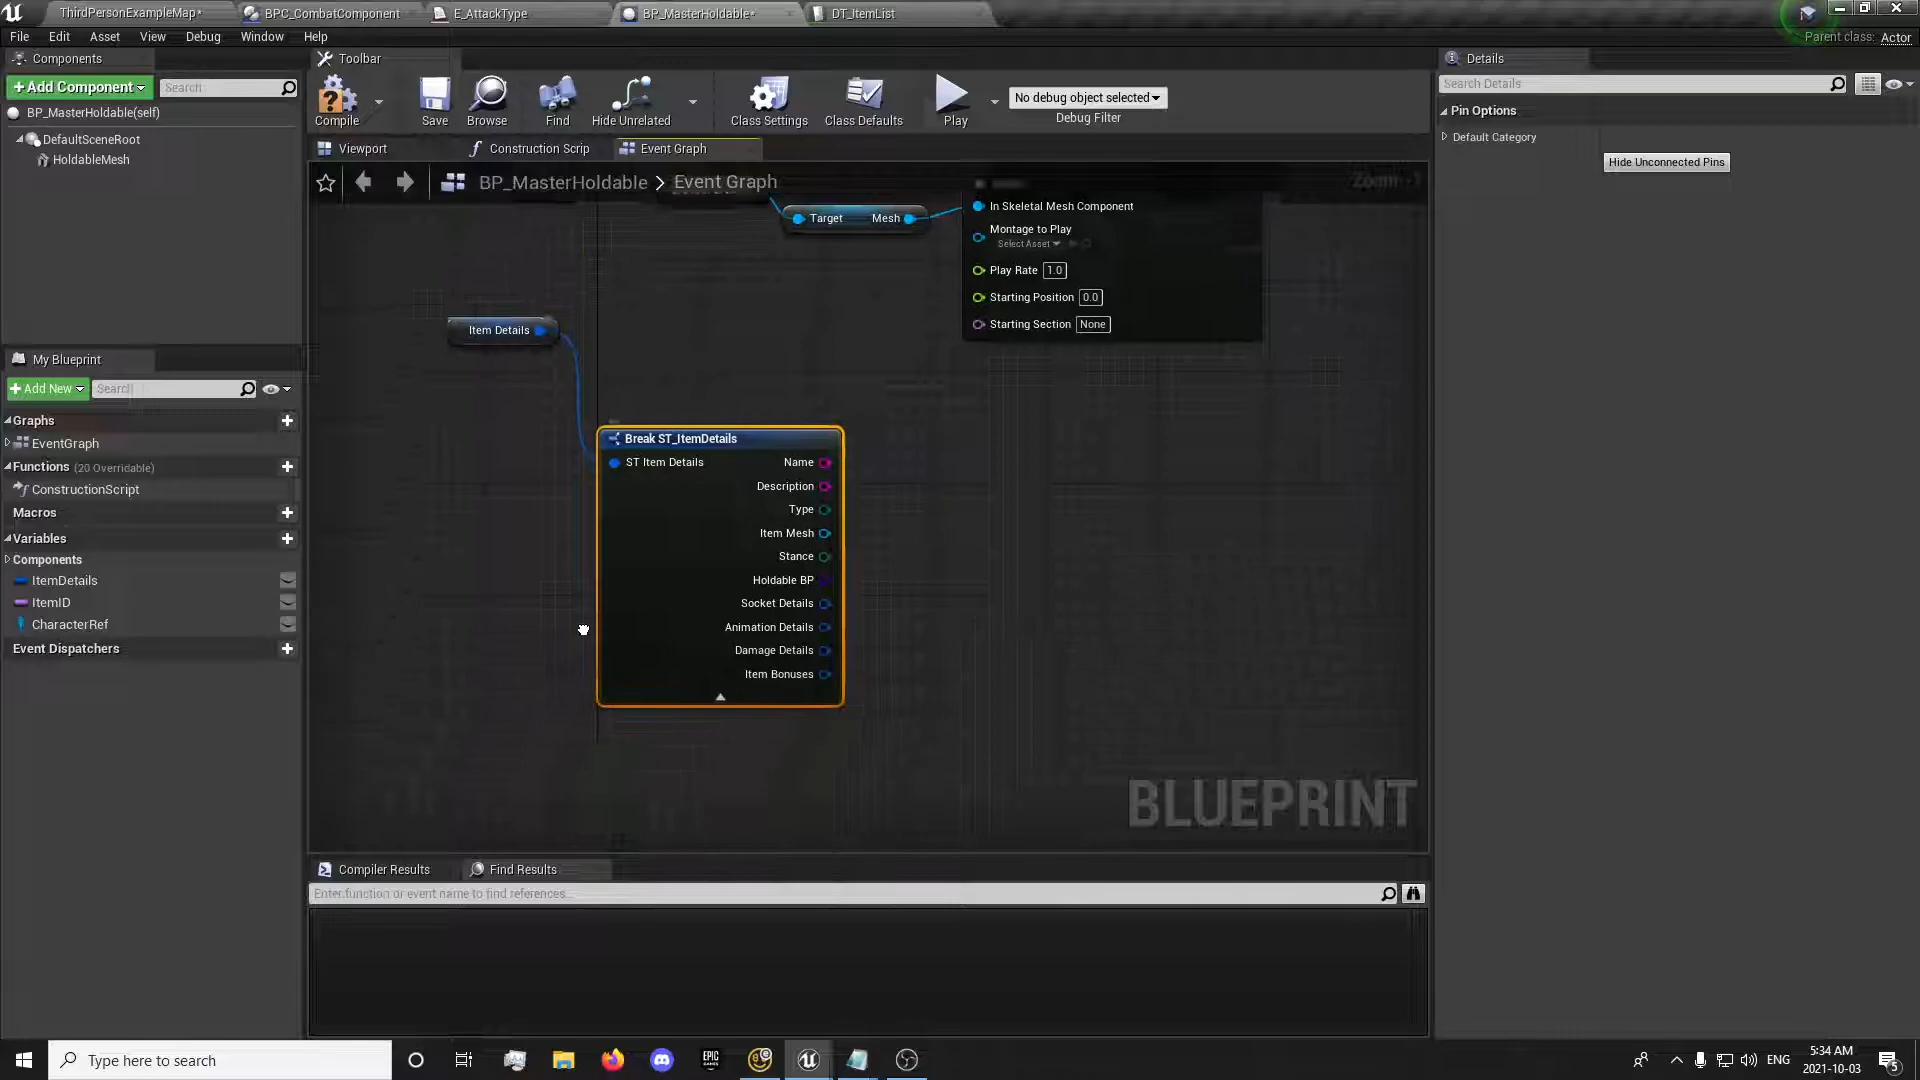 ThirdPersonExampleMap*
BPC_CombatComponent
E_AttackType
BP_MasterHoldable*
DT_ItemList
File
Edit
Asset
View
Debug
Window
Help
Parent class: Actor
Components
Toolbar
Details
+Add Component
Search
Search Details
BP_MasterHoldable(self)
DefaultSceneRoot
HoldableMesh
Compile
Save
Browse
Find
Hide Unrelated
Class Settings
Class Defaults
Play
No debug object selected
Debug Filter
Pin Options
Default Category
Hide Unconnected Pins
Viewport
Construction Scrip
Event Graph
BP_MasterHoldable > Event Graph
Zoom -1
Target Mesh
In Skeletal Mesh Component
Montage to Play
Select Asset
Play Rate 1.0
Starting Position 0.0
Starting Section None
Item Details
Break ST_ItemDetails
ST Item Details
Name
Description
Type
Item Mesh
Stance
Holdable BP
Socket Details
Animation Details
Damage Details
Item Bonuses
BLUEPRINT
My Blueprint
+Add New
Search
Graphs
EventGraph
Functions (20 Overridable)
ConstructionScript
Macros
Variables
Components
ItemDetails
ItemID
CharacterRef
Event Dispatchers
Compiler Results
Find Results
Enter function or event name to find references...
Type here to search
EPIC GAMES
ENG
5:34 AM
2021-10-03
5